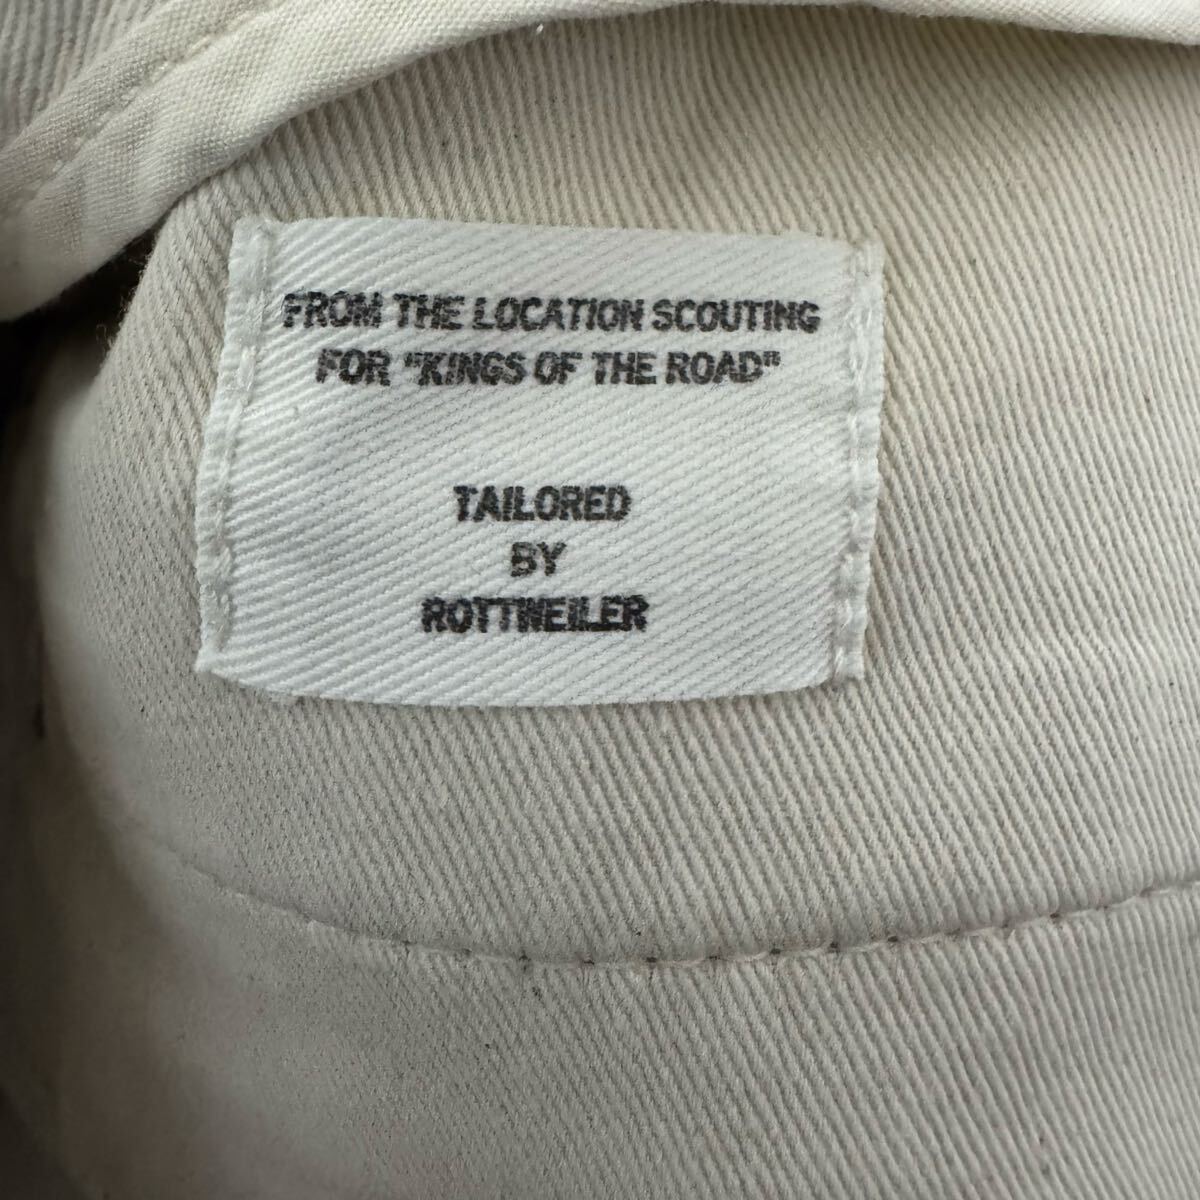 FROM THE LOCATION SCOUTING
FOR "KINGS OF THE ROAD"
TAILORED
BY
ROTTWEILER